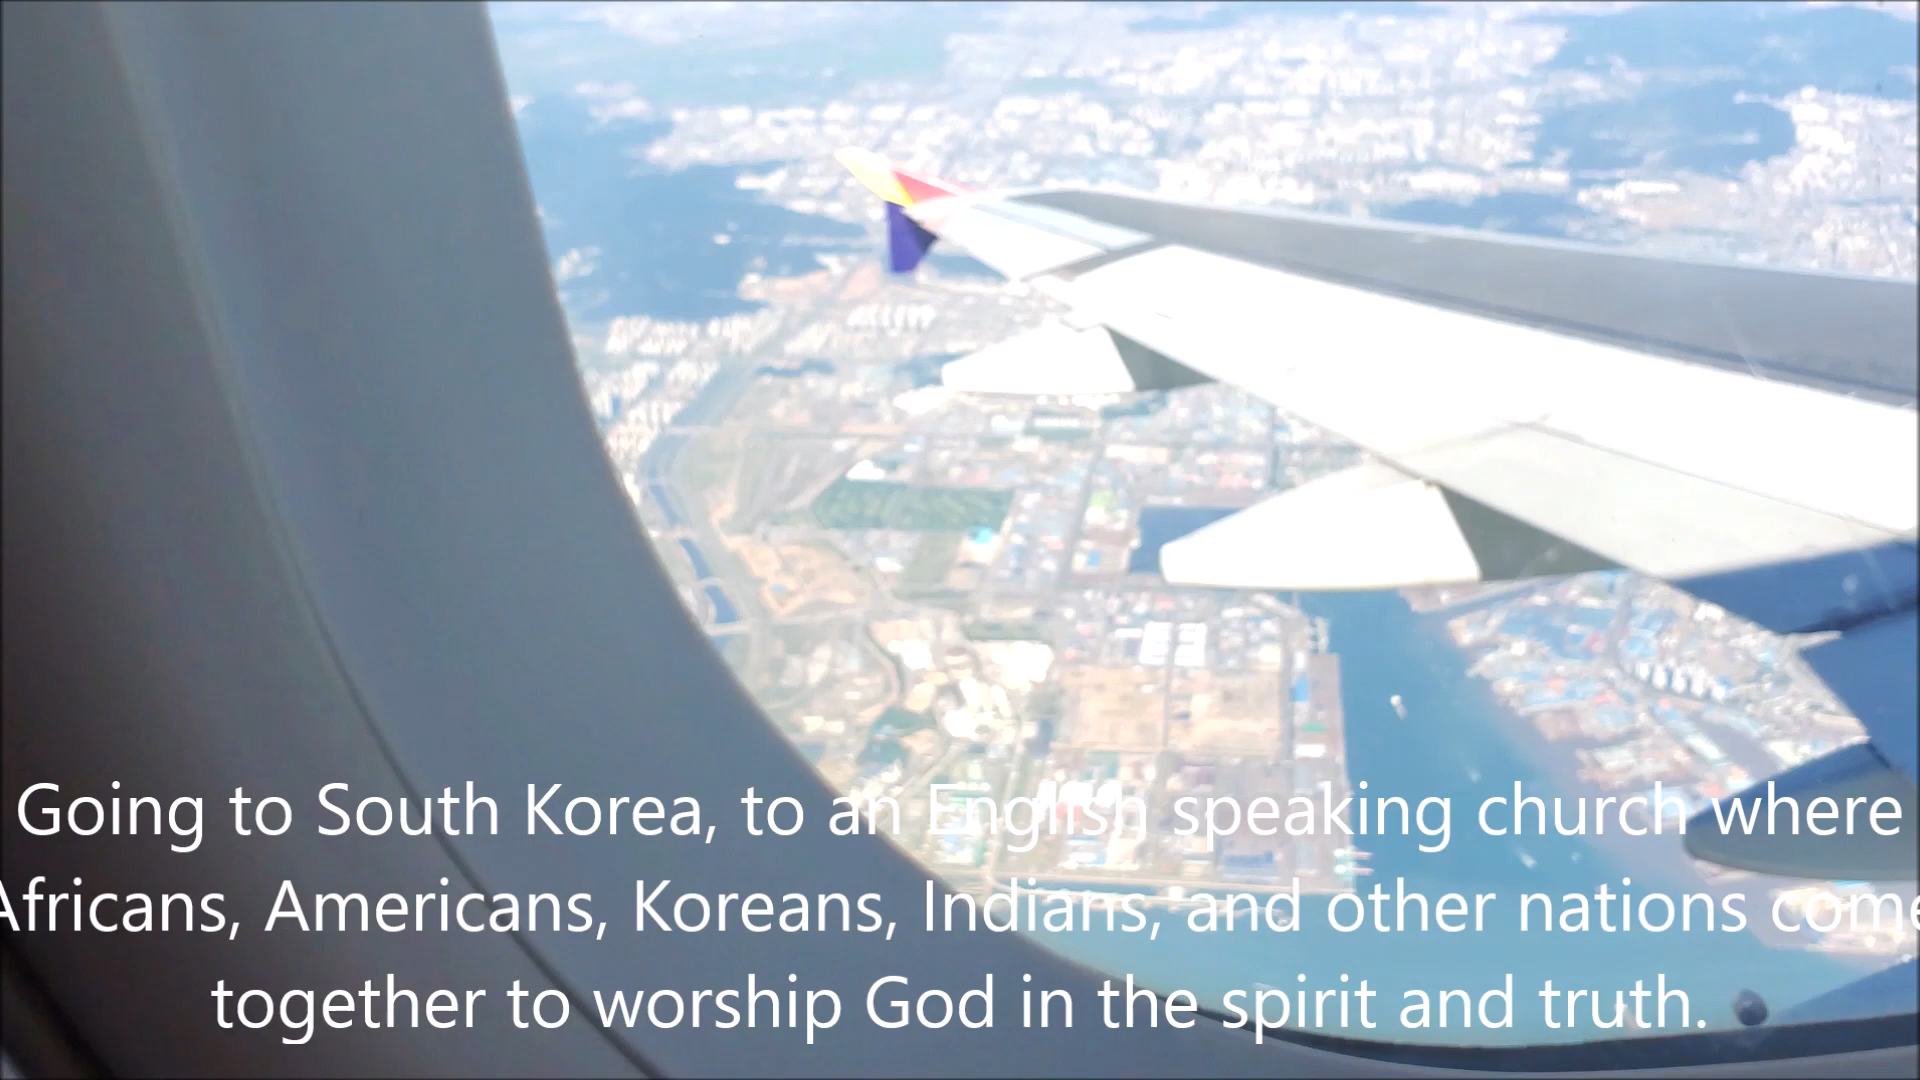 Going to South Korea, to an English speaking church where
Africans, Americans, Koreans, Indians, and other nations come
together to worship God in the spirit and truth.